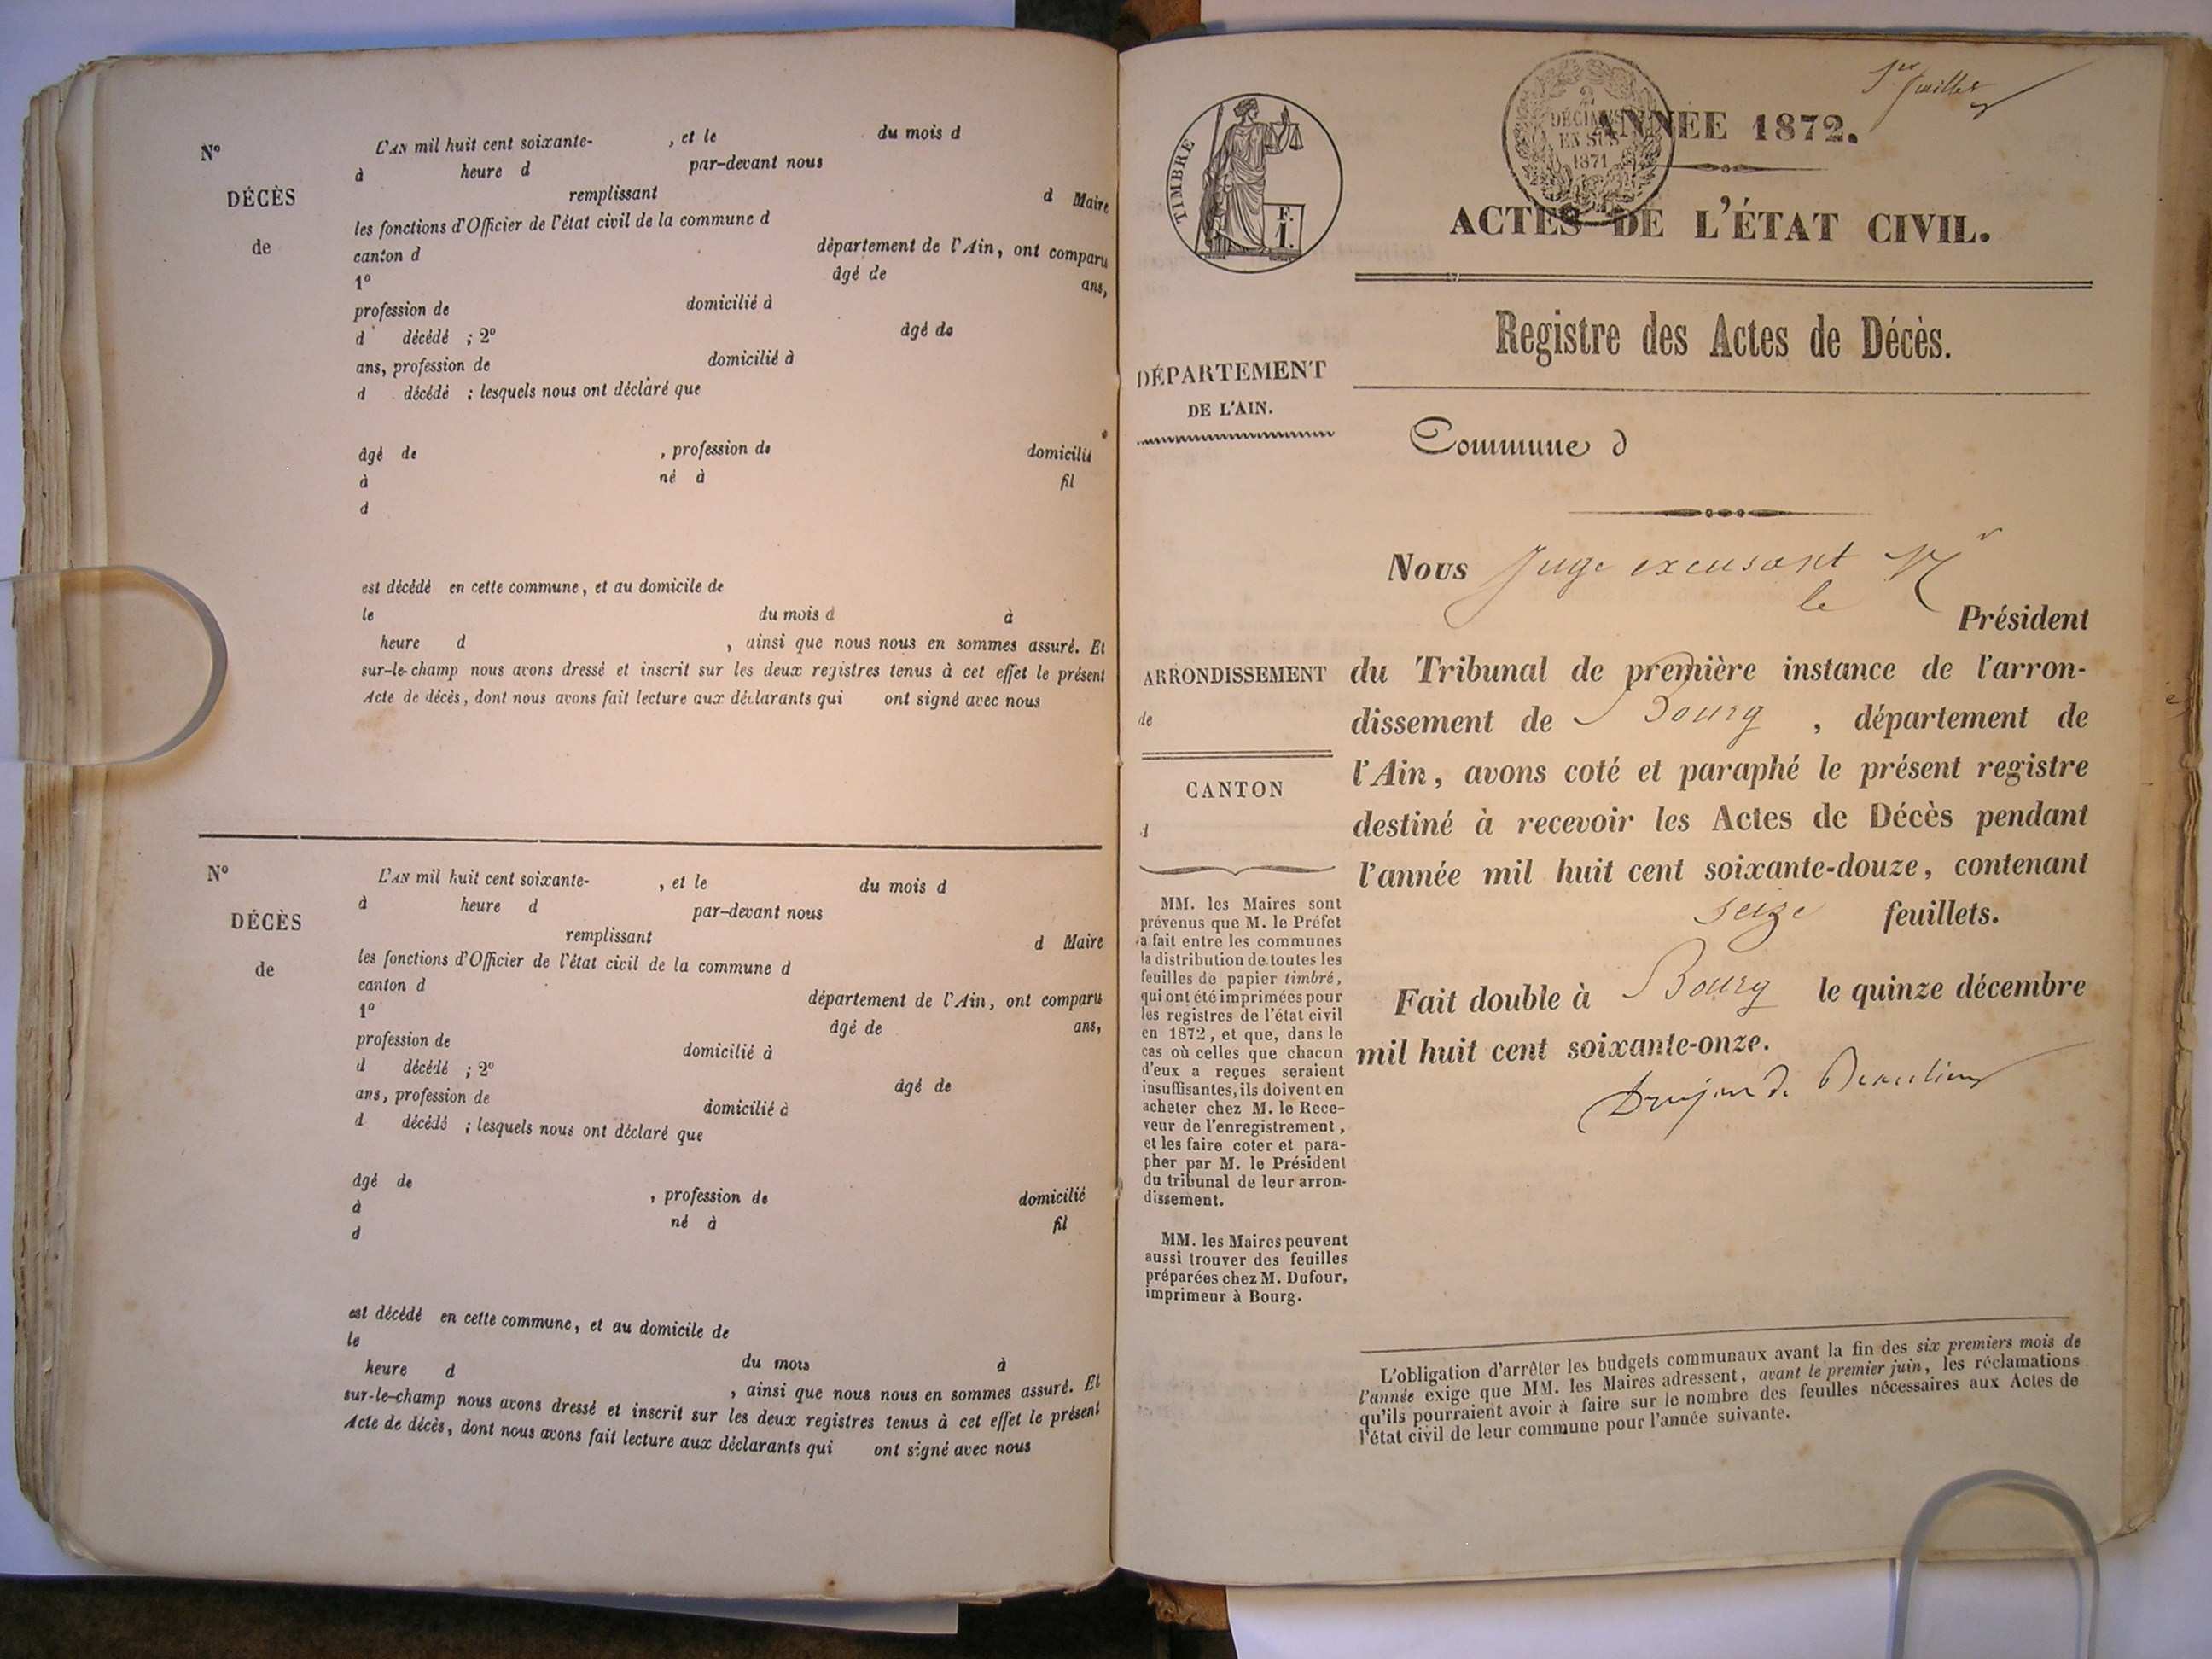 N°
DÉCÈS
de
L'AN mil huit cent soixante- , et le du mois d
à heure d par-devant nous
remplissant d Maire
les fonctions d'Officier de l'état civil de la commune d
canton d département de l'Ain, ont comparu
1° âgé de ans,
profession de domicilié à
d décédé ; 2° âgé de
ans, profession de domicilié à
d décédé ; lesquels nous ont déclaré que
âgé de , profession de domicilié
à né à fil
d
est décédé en cette commune, et au domicile de
le du mois d à
heure d , ainsi que nous nous en sommes assuré. Et
sur-le-champ nous avons dressé et inscrit sur les deux registres tenus à cet effet le présent
Acte de décès, dont nous avons fait lecture aux déclarants qui ont signé avec nous
N°
DÉCÈS
de
L'AN mil huit cent soixante- , et le du mois d
à heure d par-devant nous
remplissant d Maire
les fonctions d'Officier de l'état civil de la commune d
canton d département de l'Ain, ont comparu
1° âgé de ans,
profession de domicilié à
d décédé ; 2° âgé de
ans, profession de domicilié à
d décédé ; lesquels nous ont déclaré que
âgé de , profession de domicilié
à né à fil
d
est décédé en cette commune, et au domicile de
le du mois à
heure d , ainsi que nous nous en sommes assuré. Et
sur-le-champ nous avons dressé et inscrit sur les deux registres tenus à cet effet le présent
Acte de décès, dont nous avons fait lecture aux déclarants qui ont signé avec nous
TIMBRE
F.
1.
2
DÉCIMES
EN SUS
1871
1er feuillet
ANNÉE 1872.
ACTES DE L'ÉTAT CIVIL.
Registre des Actes de Décès.
DÉPARTEMENT
DE L'AIN.
Commune d
Nous Juge excusant Mr
le Président
ARRONDISSEMENT
de
du Tribunal de première instance de l'arron-
dissement de Bourg , département de
l'Ain, avons coté et paraphé le présent registre
destiné à recevoir les Actes de Décès pendant
l'année mil huit cent soixante-douze, contenant
seize feuillets.
Fait double à Bourg le quinze décembre
mil huit cent soixante-onze.
de Beaulieu
CANTON
d
MM. les Maires sont
prévenus que M. le Préfet
a fait entre les communes
la distribution de toutes les
feuilles de papier timbré,
qui ont été imprimées pour
les registres de l'état civil
en 1872, et que, dans le
cas où celles que chacun
d'eux a reçues seraient
insuffisantes, ils doivent en
acheter chez M. le Rece-
veur de l'enregistrement,
et les faire coter et para-
pher par M. le Président
du tribunal de leur arron-
dissement.
MM. les Maires peuvent
aussi trouver des feuilles
préparées chez M. Dufour,
imprimeur à Bourg.
L'obligation d'arrêter les budgets communaux avant la fin des six premiers mois de
l'année exige que MM. les Maires adressent, avant le premier juin, les réclamations
qu'ils pourraient avoir à faire sur le nombre des feuilles nécessaires aux Actes de
l'état civil de leur commune pour l'année suivante.